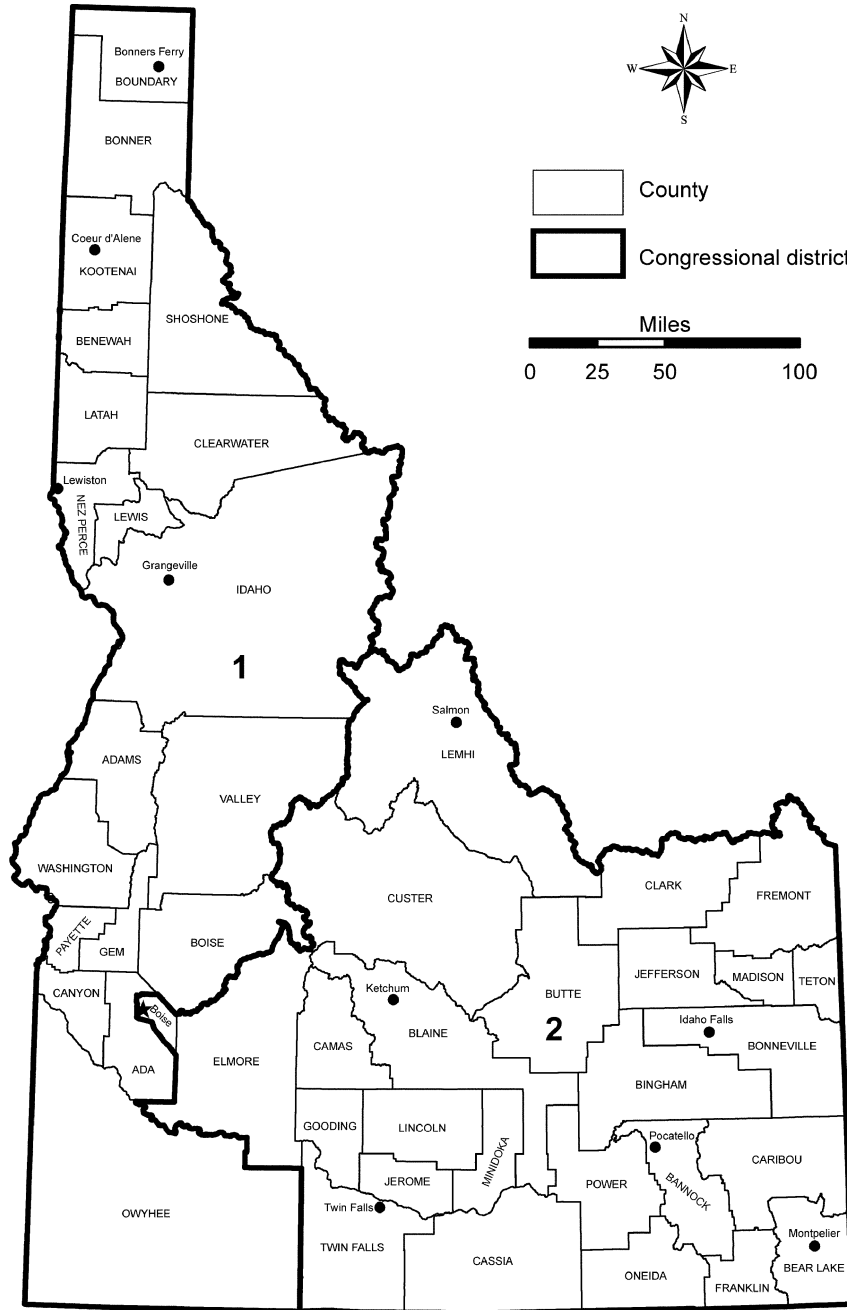 N
W
E
S
Bonners Ferry
BOUNDARY
BONNER
County
Coeur d'Alene
KOOTENAI
Congressional district
SHOSHONE
Miles
0 25 50 100
BENEWAH
LATAH
CLEARWATER
Lewiston
NEZ PERCE
LEWIS
Grangeville
IDAHO
1
Salmon
LEMHI
ADAMS
VALLEY
WASHINGTON
CUSTER
CLARK
FREMONT
PAYETTE
GEM
BOISE
JEFFERSON
MADISON
TETON
CANYON
Boise
Ketchum
BUTTE
2
Idaho Falls
BLAINE
CAMAS
BONNEVILLE
ADA
ELMORE
BINGHAM
GOODING
LINCOLN
MINIDOKA
Pocatello
CARIBOU
JEROME
POWER
BANNOCK
OWYHEE
Twin Falls
TWIN FALLS
Montpelier
CASSIA
BEAR LAKE
ONEIDA
FRANKLIN